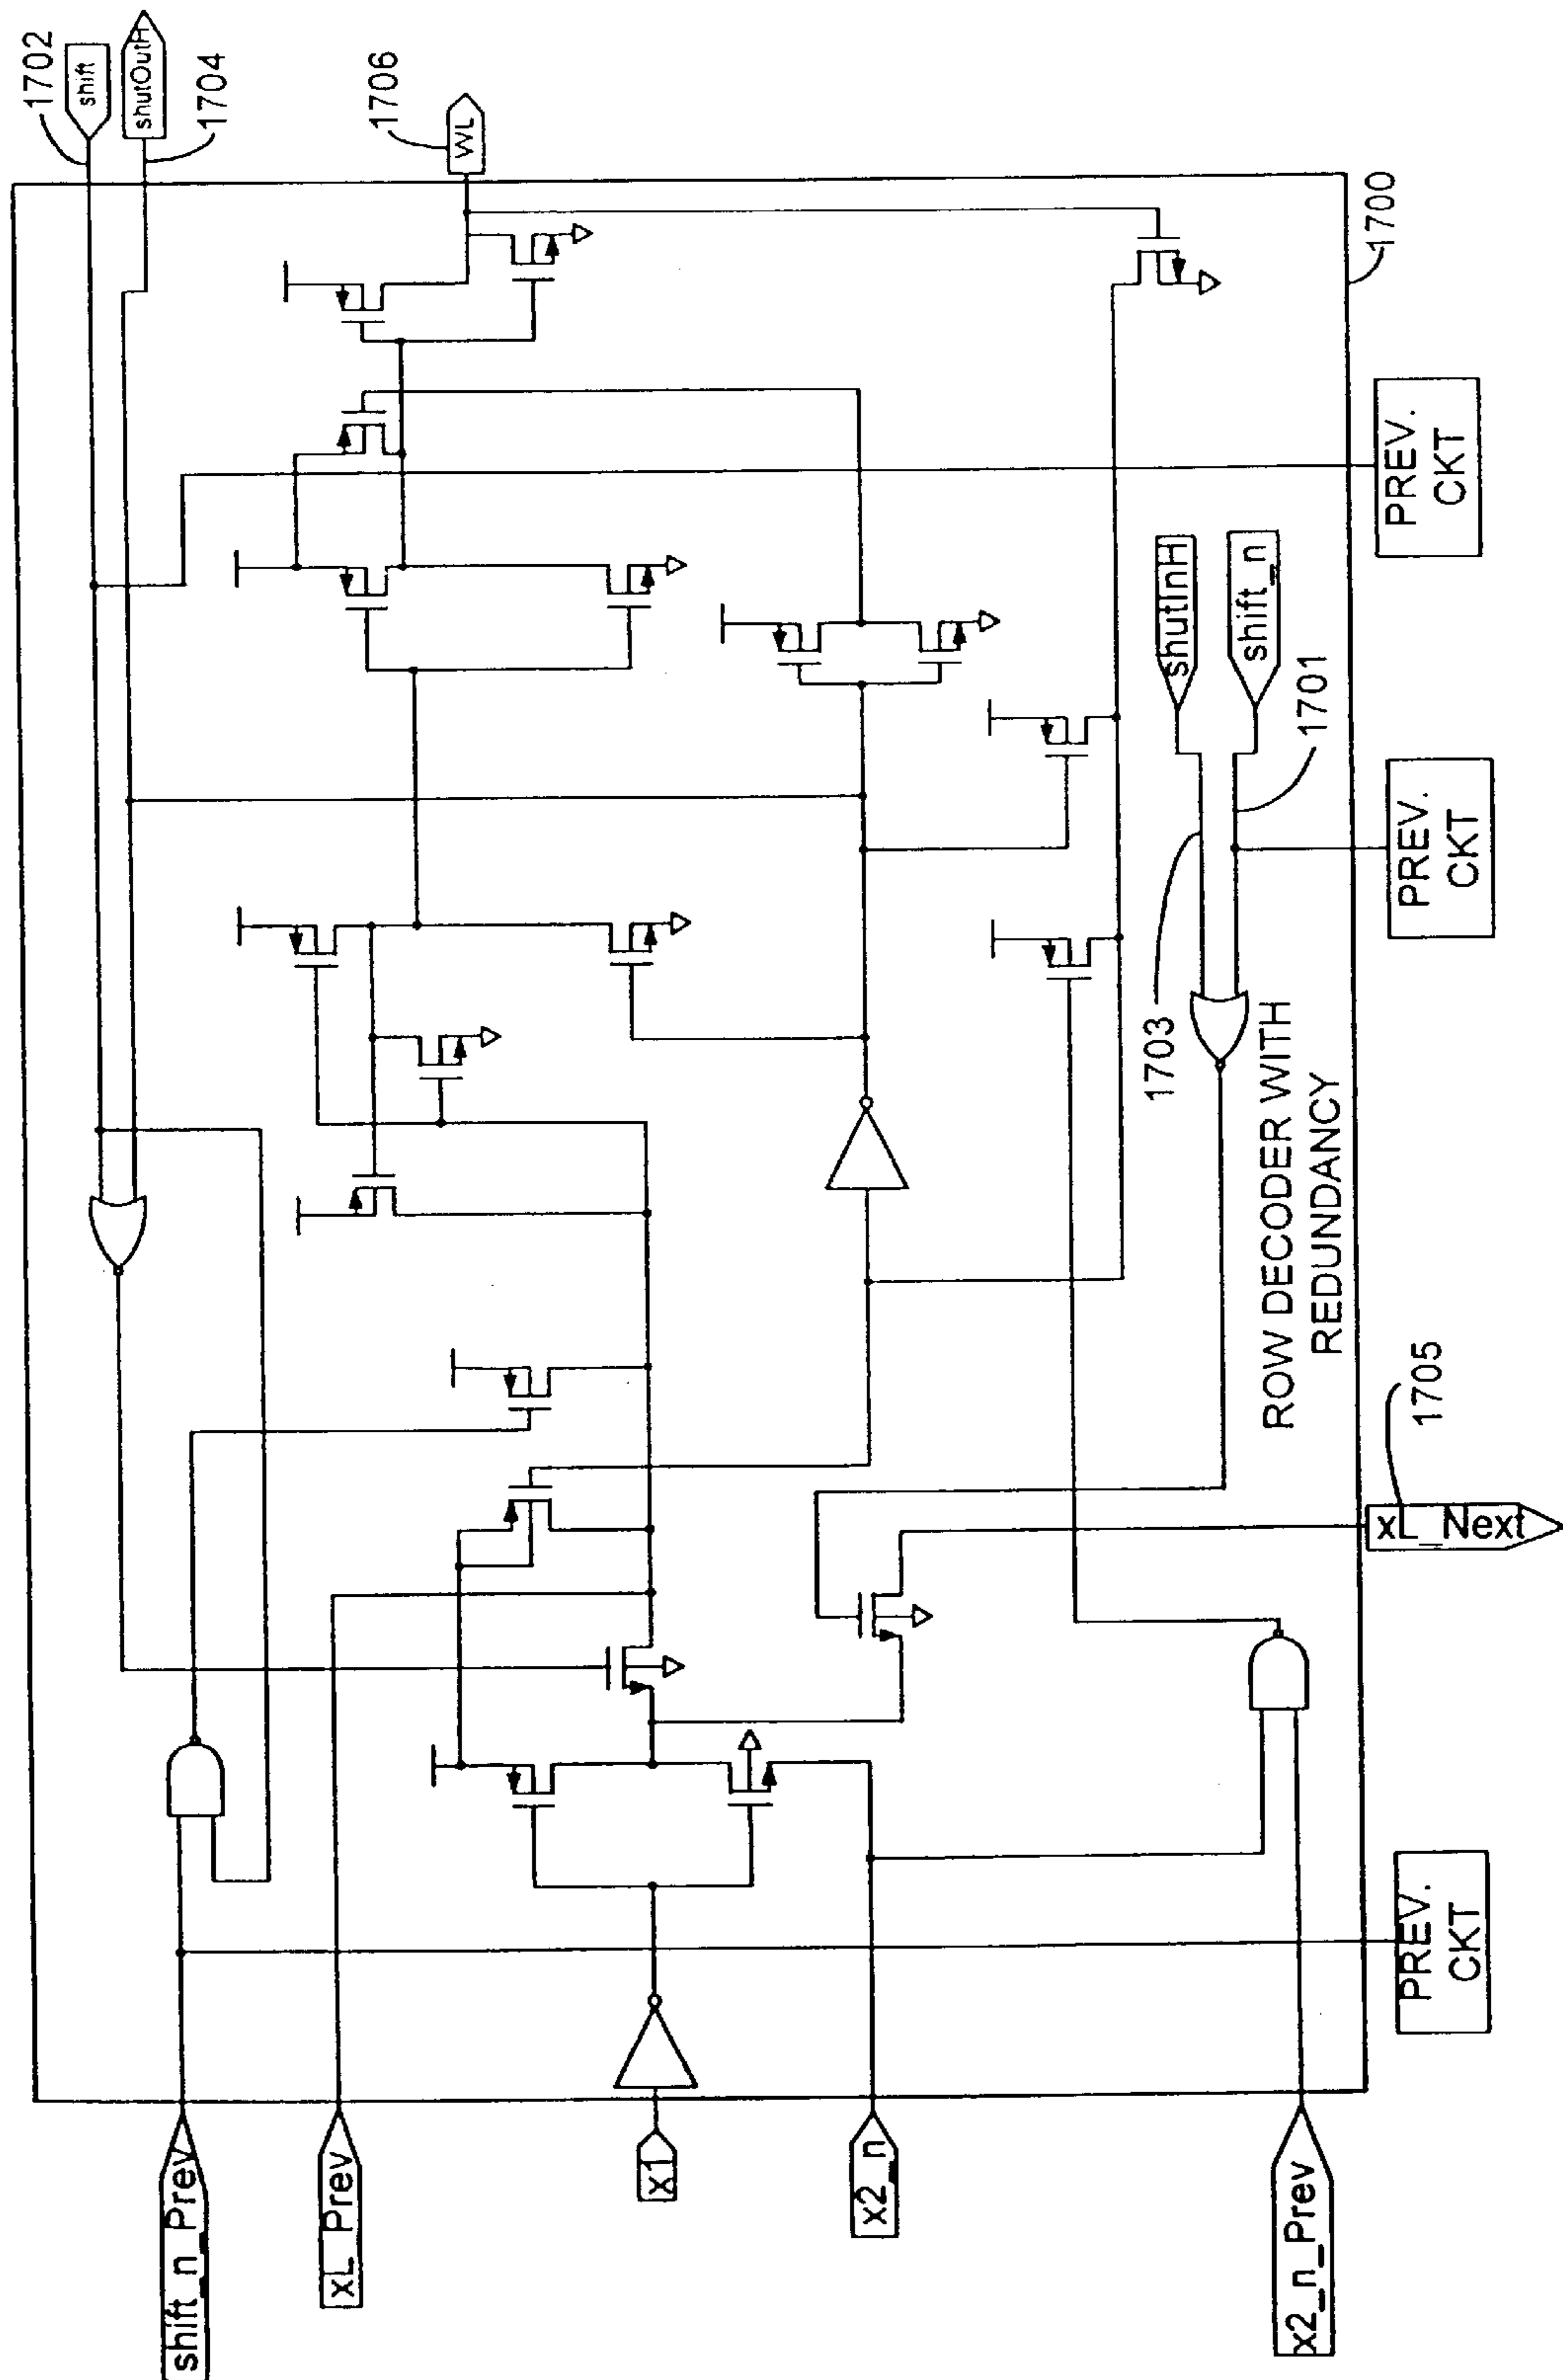 1702
shift
shutOutH
1704
1706
WL
1700
PREV.
CKT
shutInH
shift_n
1701
PREV.
CKT
1703
ROW DECODER WITH
REDUNDANCY
1705
xL_Next
PREV.
CKT
shift_n_Prev
xL_Prev
x1
x2_n
x2_n_Prev